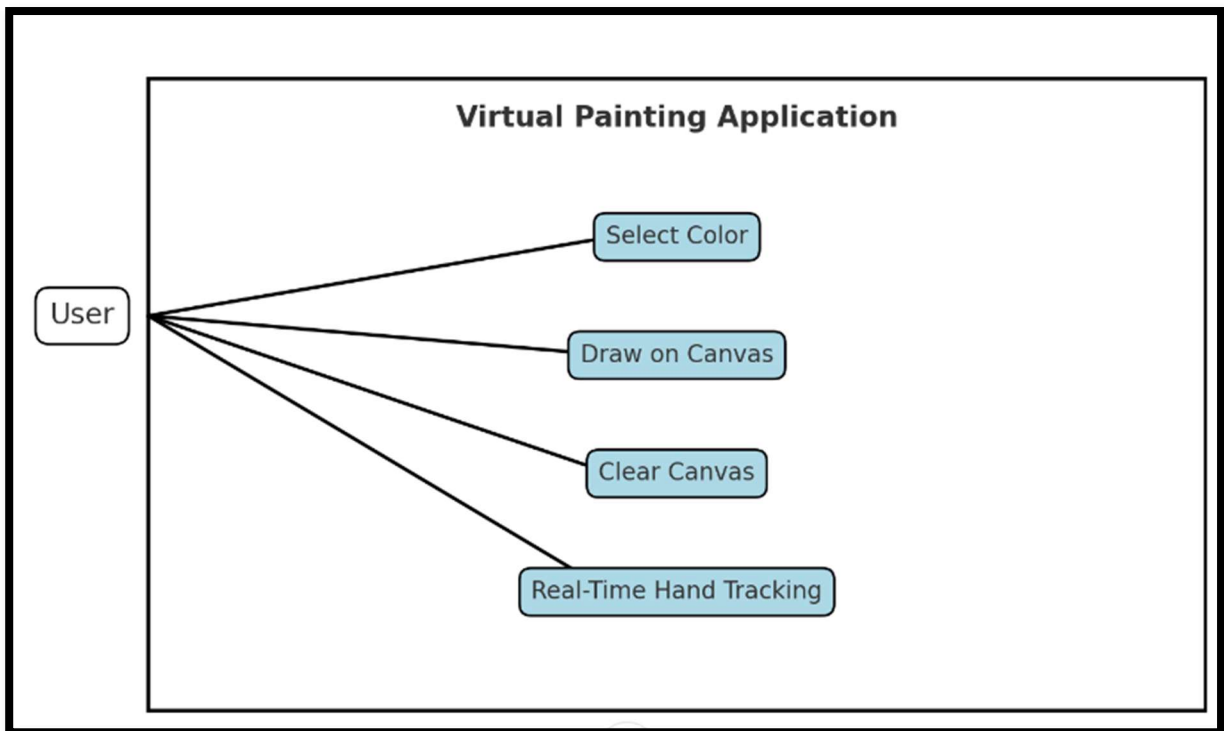 Virtual Painting Application
Select Color
User
Draw on Canvas
Clear Canvas
Real-Time Hand Tracking